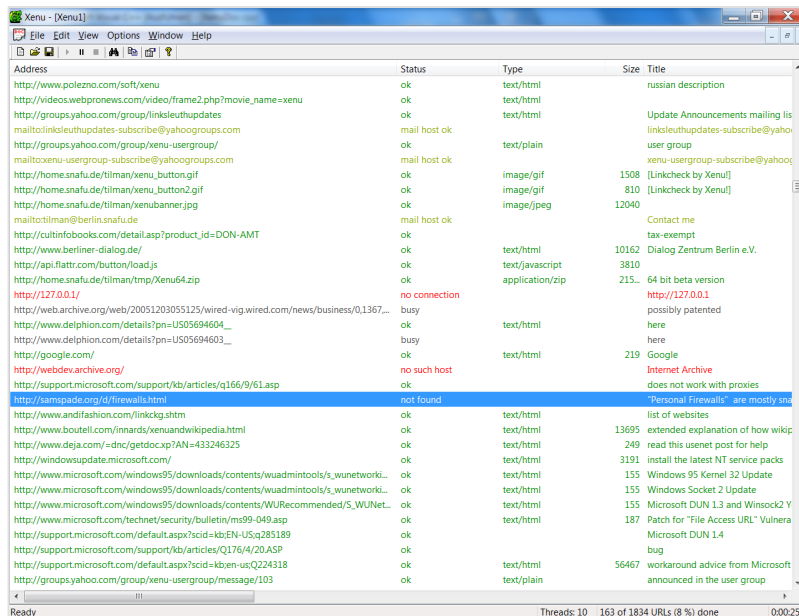 Xenu - [Xenu1]
File Edit View Options Window Help
Address Status Type Size Title
http://www.polezno.com/soft/xenu ok text/html russian description
http://videos.webpronews.com/video/frame2.php?movie_name=xenu ok text/html
http://groups.yahoo.com/group/linksleuthupdates ok text/html Update Announcements mailing lis
mailto:linksleuthupdates-subscribe@yahoogroups.com mail host ok linksleuthupdates-subscribe@yaho
http://groups.yahoo.com/group/xenu-usergroup/ ok text/plain user group
mailto:xenu-usergroup-subscribe@yahoogroups.com mail host ok xenu-usergroup-subscribe@yahoog
http://home.snafu.de/tilman/xenu_button.gif ok image/gif 1508 [Linkcheck by Xenu!]
http://home.snafu.de/tilman/xenu_button2.gif ok image/gif 810 [Linkcheck by Xenu!]
http://home.snafu.de/tilman/xenubanner.jpg ok image/jpeg 12040
mailto:tilman@berlin.snafu.de mail host ok Contact me
http://cultinfobooks.com/detail.asp?product_id=DON-AMT ok tax-exempt
http://www.berliner-dialog.de/ ok text/html 10162 Dialog Zentrum Berlin e.V.
http://api.flattr.com/button/load.js ok text/javascript 3810
http://home.snafu.de/tilman/tmp/Xenu64.zip ok application/zip 215... 64 bit beta version
http://127.0.0.1/ no connection http://127.0.0.1
http://web.archive.org/web/20051203055125/wired-vig.wired.com/news/business/0,1367,... busy possibly patented
http://www.delphion.com/details?pn=US05694604__ ok text/html here
http://www.delphion.com/details?pn=US05694603__ busy here
http://google.com/ ok text/html 219 Google
http://webdev.archive.org/ no such host Internet Archive
http://support.microsoft.com/support/kb/articles/q166/9/61.asp ok does not work with proxies
http://samspade.org/d/firewalls.html not found "Personal Firewalls" are mostly sna
http://www.andifashion.com/linkckg.shtm ok text/html list of websites
http://www.boutell.com/innards/xenuandwikipedia.html ok text/html 13695 extended explanation of how wikip
http://www.deja.com/=dnc/getdoc.xp?AN=433246325 ok text/html 249 read this usenet post for help
http://windowsupdate.microsoft.com/ ok text/html 3191 install the latest NT service packs
http://www.microsoft.com/windows95/downloads/contents/wuadmintools/s_wunetworki... ok text/html 155 Windows 95 Kernel 32 Update
http://www.microsoft.com/windows95/downloads/contents/wuadmintools/s_wunetworki... ok text/html 155 Windows Socket 2 Update
http://www.microsoft.com/windows95/downloads/contents/WURecommended/S_WUNet... ok text/html 155 Microsoft DUN 1.3 and Winsock2 Y
http://www.microsoft.com/technet/security/bulletin/ms99-049.asp ok text/html 187 Patch for "File Access URL" Vulnera
http://support.microsoft.com/default.aspx?scid=kb;EN-US;q285189 ok Microsoft DUN 1.4
http://support.microsoft.com/support/kb/articles/Q176/4/20.ASP ok bug
http://support.microsoft.com/default.aspx?scid=kb;en-us;Q224318 ok text/html 56467 workaround advice from Microsoft
http://groups.yahoo.com/group/xenu-usergroup/message/103 ok text/plain announced in the user group
Ready Threads: 10 163 of 1834 URLs (8 %) done 0:00:25